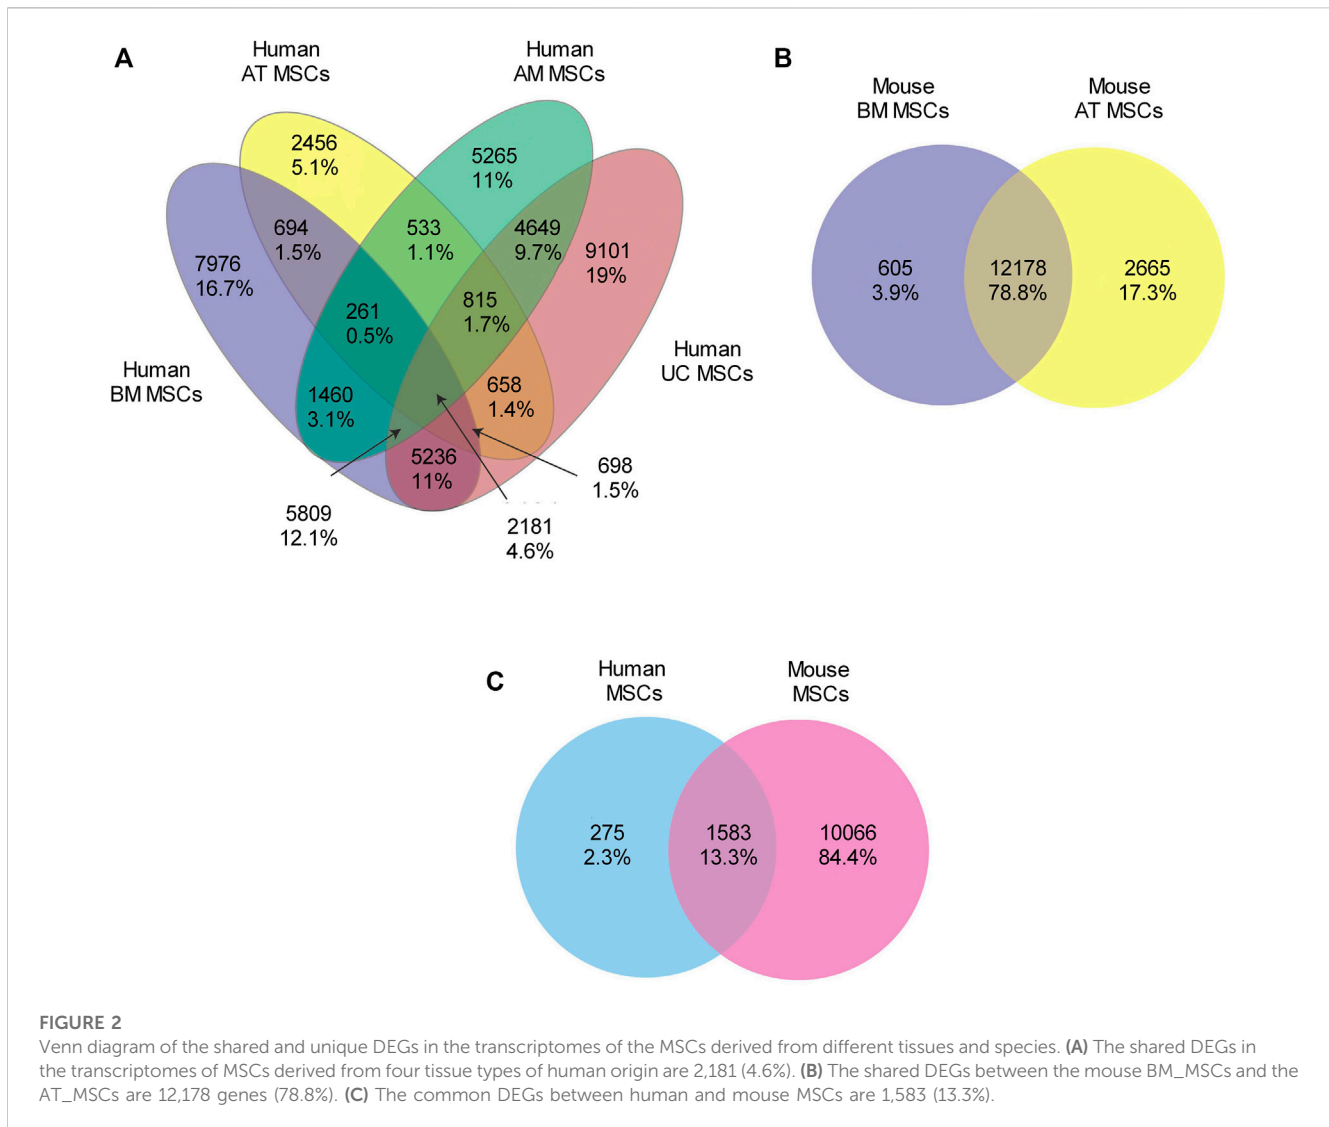 A
Human
AT MSCs
Human
AM MSCs
2456
5.1%
5265
11%
694
1.5%
533
1.1%
4649
9.7%
7976
16.7%
9101
19%
261
0.5%
815
1.7%
Human
BM MSCs
Human
UC MSCs
1460
3.1%
658
1.4%
5236
11%
698
1.5%
5809
12.1%
2181
4.6%
B
Mouse
BM MSCs
Mouse
AT MSCs
605
3.9%
12178
78.8%
2665
17.3%
C
Human
MSCs
Mouse
MSCs
275
2.3%
1583
13.3%
10066
84.4%
FIGURE 2
Venn diagram of the shared and unique DEGs in the transcriptomes of the MSCs derived from different tissues and species. (A) The shared DEGs in
the transcriptomes of MSCs derived from four tissue types of human origin are 2,181 (4.6%). (B) The shared DEGs between the mouse BM_MSCs and the
AT_MSCs are 12,178 genes (78.8%). (C) The common DEGs between human and mouse MSCs are 1,583 (13.3%).